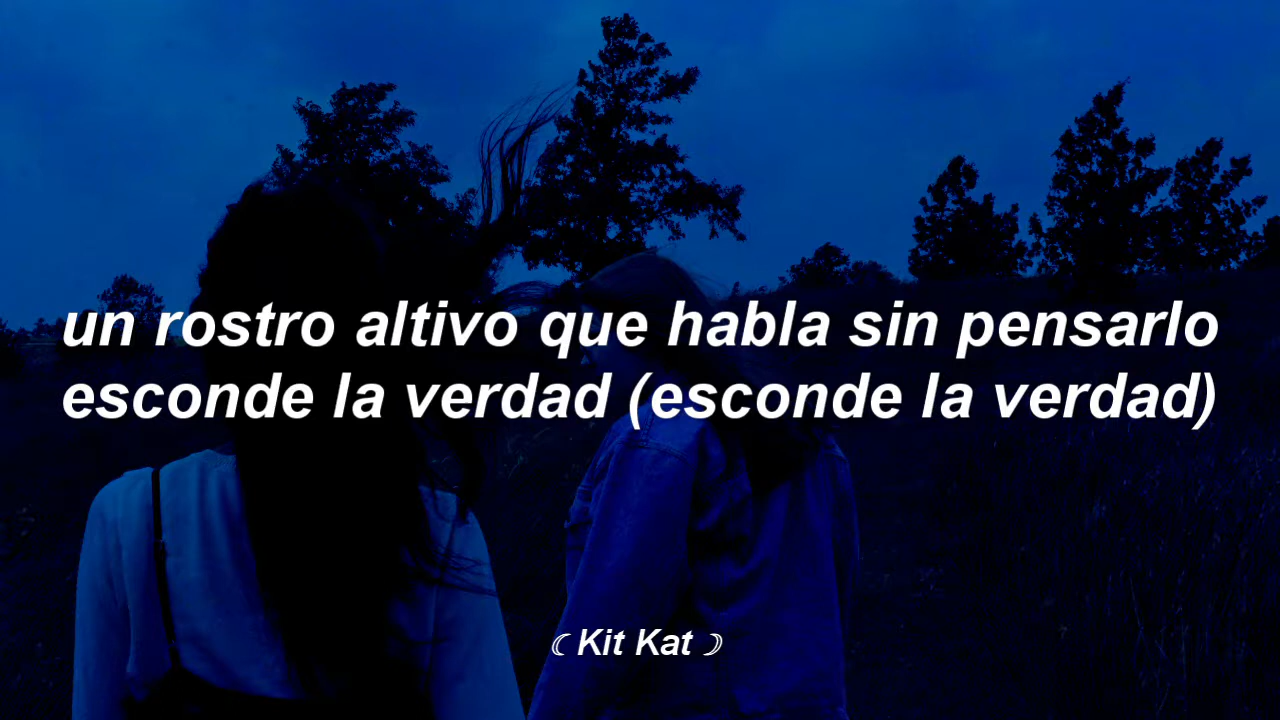 un rostro altivo que habla sin pensarlo
esconde la verdad (esconde la verdad)
☾Kit Kat☽